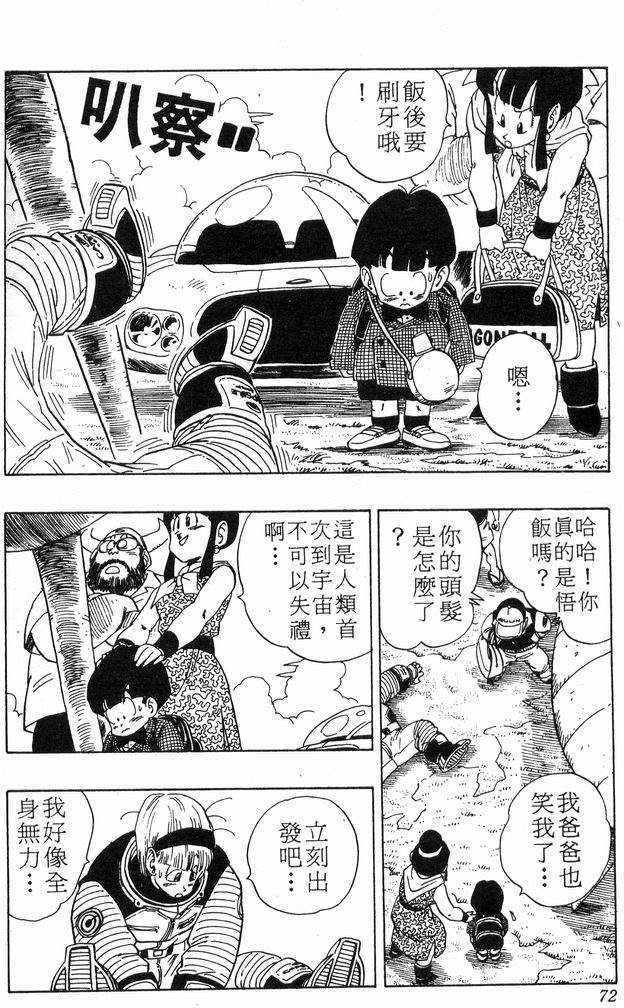 飯後要
刷牙哦
！
叭察
GOND LL
嗯…
哈哈！你
真的是悟
飯嗎？
你的頭髮
是怎麼了
？
我爸爸也
笑我了…
這是人類首
次到宇宙，
不可以失禮
啊…
立刻出
發吧…
我好像全
身無力…
72